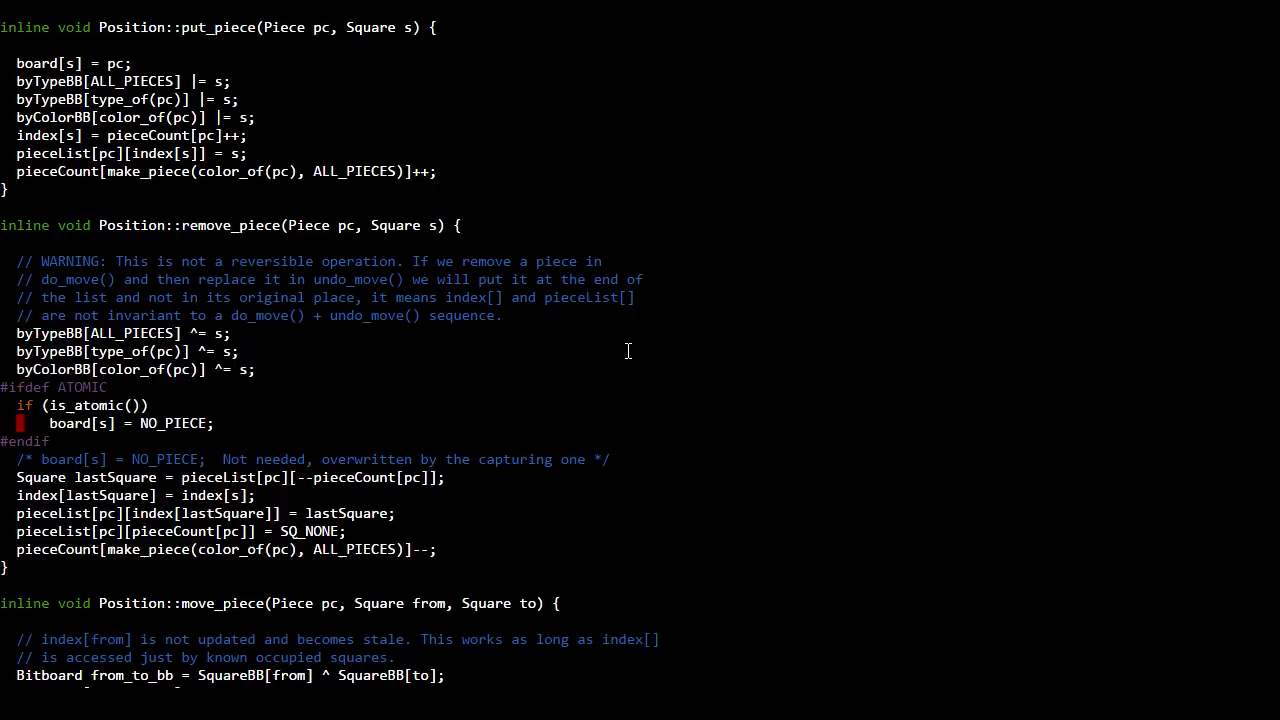 inline void Position::put_piece(Piece pc, Square s) {
board[s] = pc;
byTypeBB[ALL_PIECES] |= s;
byTypeBB[type_of(pc)] |= s;
byColorBB[color_of(pc)] |= s;
index[s] = pieceCount[pc]++;
pieceList[pc][index[s]] = s;
pieceCount[make_piece(color_of(pc), ALL_PIECES)]++;
}
inline void Position::remove_piece(Piece pc, Square s) {
// WARNING: This is not a reversible operation. If we remove a piece in
// do_move() and then replace it in undo_move() we will put it at the end of
// the list and not in its original place, it means index[] and pieceList[]
// are not invariant to a do_move() + undo_move() sequence.
byTypeBB[ALL_PIECES] ^= s;
byTypeBB[type_of(pc)] ^= s;
byColorBB[color_of(pc)] ^= s;
#ifdef ATOMIC
if (is_atomic())
board[s] = NO_PIECE;
#endif
/* board[s] = NO_PIECE;  Not needed, overwritten by the capturing one */
Square lastSquare = pieceList[pc][--pieceCount[pc]];
index[lastSquare] = index[s];
pieceList[pc][index[lastSquare]] = lastSquare;
pieceList[pc][pieceCount[pc]] = SQ_NONE;
pieceCount[make_piece(color_of(pc), ALL_PIECES)]--;
}
inline void Position::move_piece(Piece pc, Square from, Square to) {
// index[from] is not updated and becomes stale. This works as long as index[]
// is accessed just by known occupied squares.
Bitboard from_to_bb = SquareBB[from] ^ SquareBB[to];